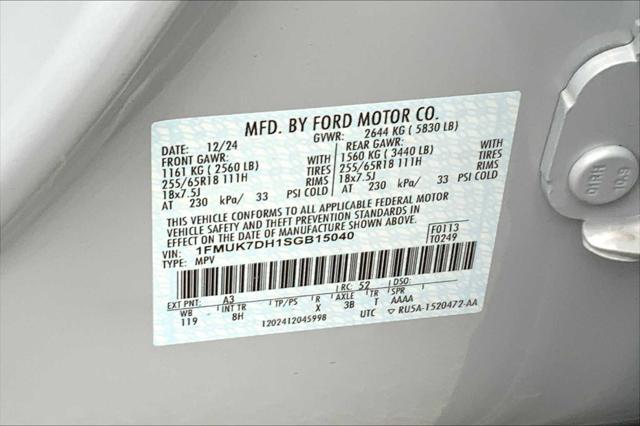 MFD. BY FORD MOTOR CO.
DATE: 12/24 GVWR: 2644 KG ( 5830 LB)
FRONT GAWR: REAR GAWR:
1161 KG ( 2560 LB) WITH 1560 KG ( 3440 LB) WITH
255/65R18 111H TIRES 255/65R18 111H TIRES
18x7.5J RIMS 18x7.5J RIMS
AT 230 kPa/ 33 PSI COLD AT 230 kPa/ 33 PSI COLD
THIS VEHICLE CONFORMS TO ALL APPLICABLE FEDERAL MOTOR
VEHICLE SAFETY AND THEFT PREVENTION STANDARDS IN
EFFECT ON THE DATE OF MANUFACTURE SHOWN ABOVE.
VIN: 1FMUK7DH1SGB15040 F0113
TYPE: MPV T0249
EXT PNT: A3 RC: 52 DSO:
WB INT TR TP/PS R AXLE TR SPR
119 8H X 3B T AAAA
1202412045998 UTC ▽ RU5A-1520472-AA